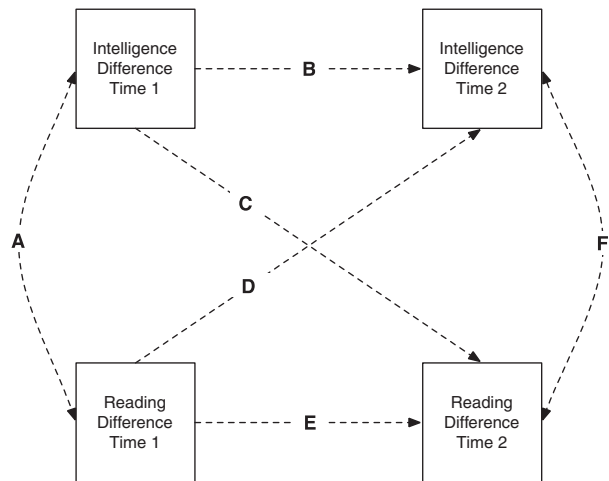 Intelligence
Difference
Time 1
B
Intelligence
Difference
Time 2
C
A
F
D
Reading
Difference
Time 1
E
Reading
Difference
Time 2